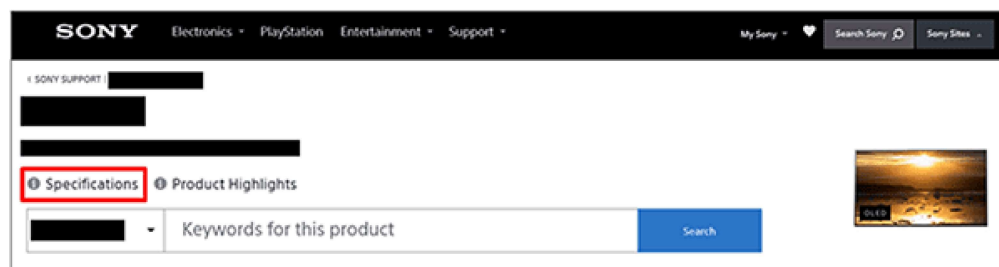 SONY Electronics PlayStation Entertainment Support My Sony Search Sony Sony Sites
< SONY SUPPORT |
Specifications Product Highlights
OLED
Keywords for this product Search